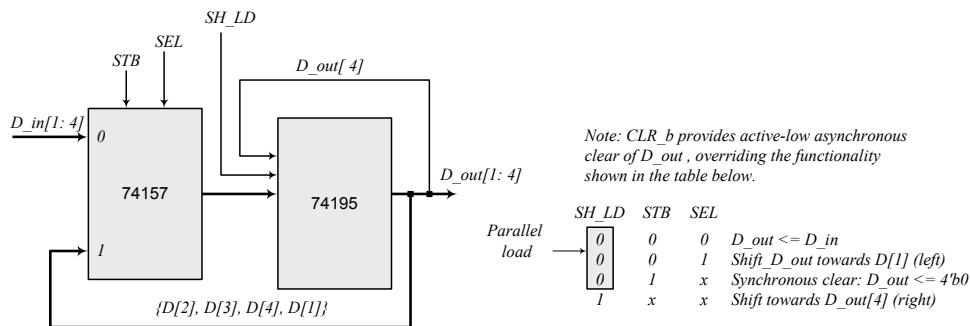 SH_LD
SEL
STB
D_out[ 4]
D_in[1: 4]
0
74157
74195
D_out[1: 4]
1
{D[2], D[3], D[4], D[1]}
Note: CLR_b provides active-low asynchronous
clear of D_out , overriding the functionality
shown in the table below.
SH_LD STB SEL
Parallel
load
0 0 0 D_out <= D_in
0 0 1 Shift_D_out towards D[1] (left)
0 1 x Synchronous clear: D_out <= 4'b0
1 x x Shift towards D_out[4] (right)